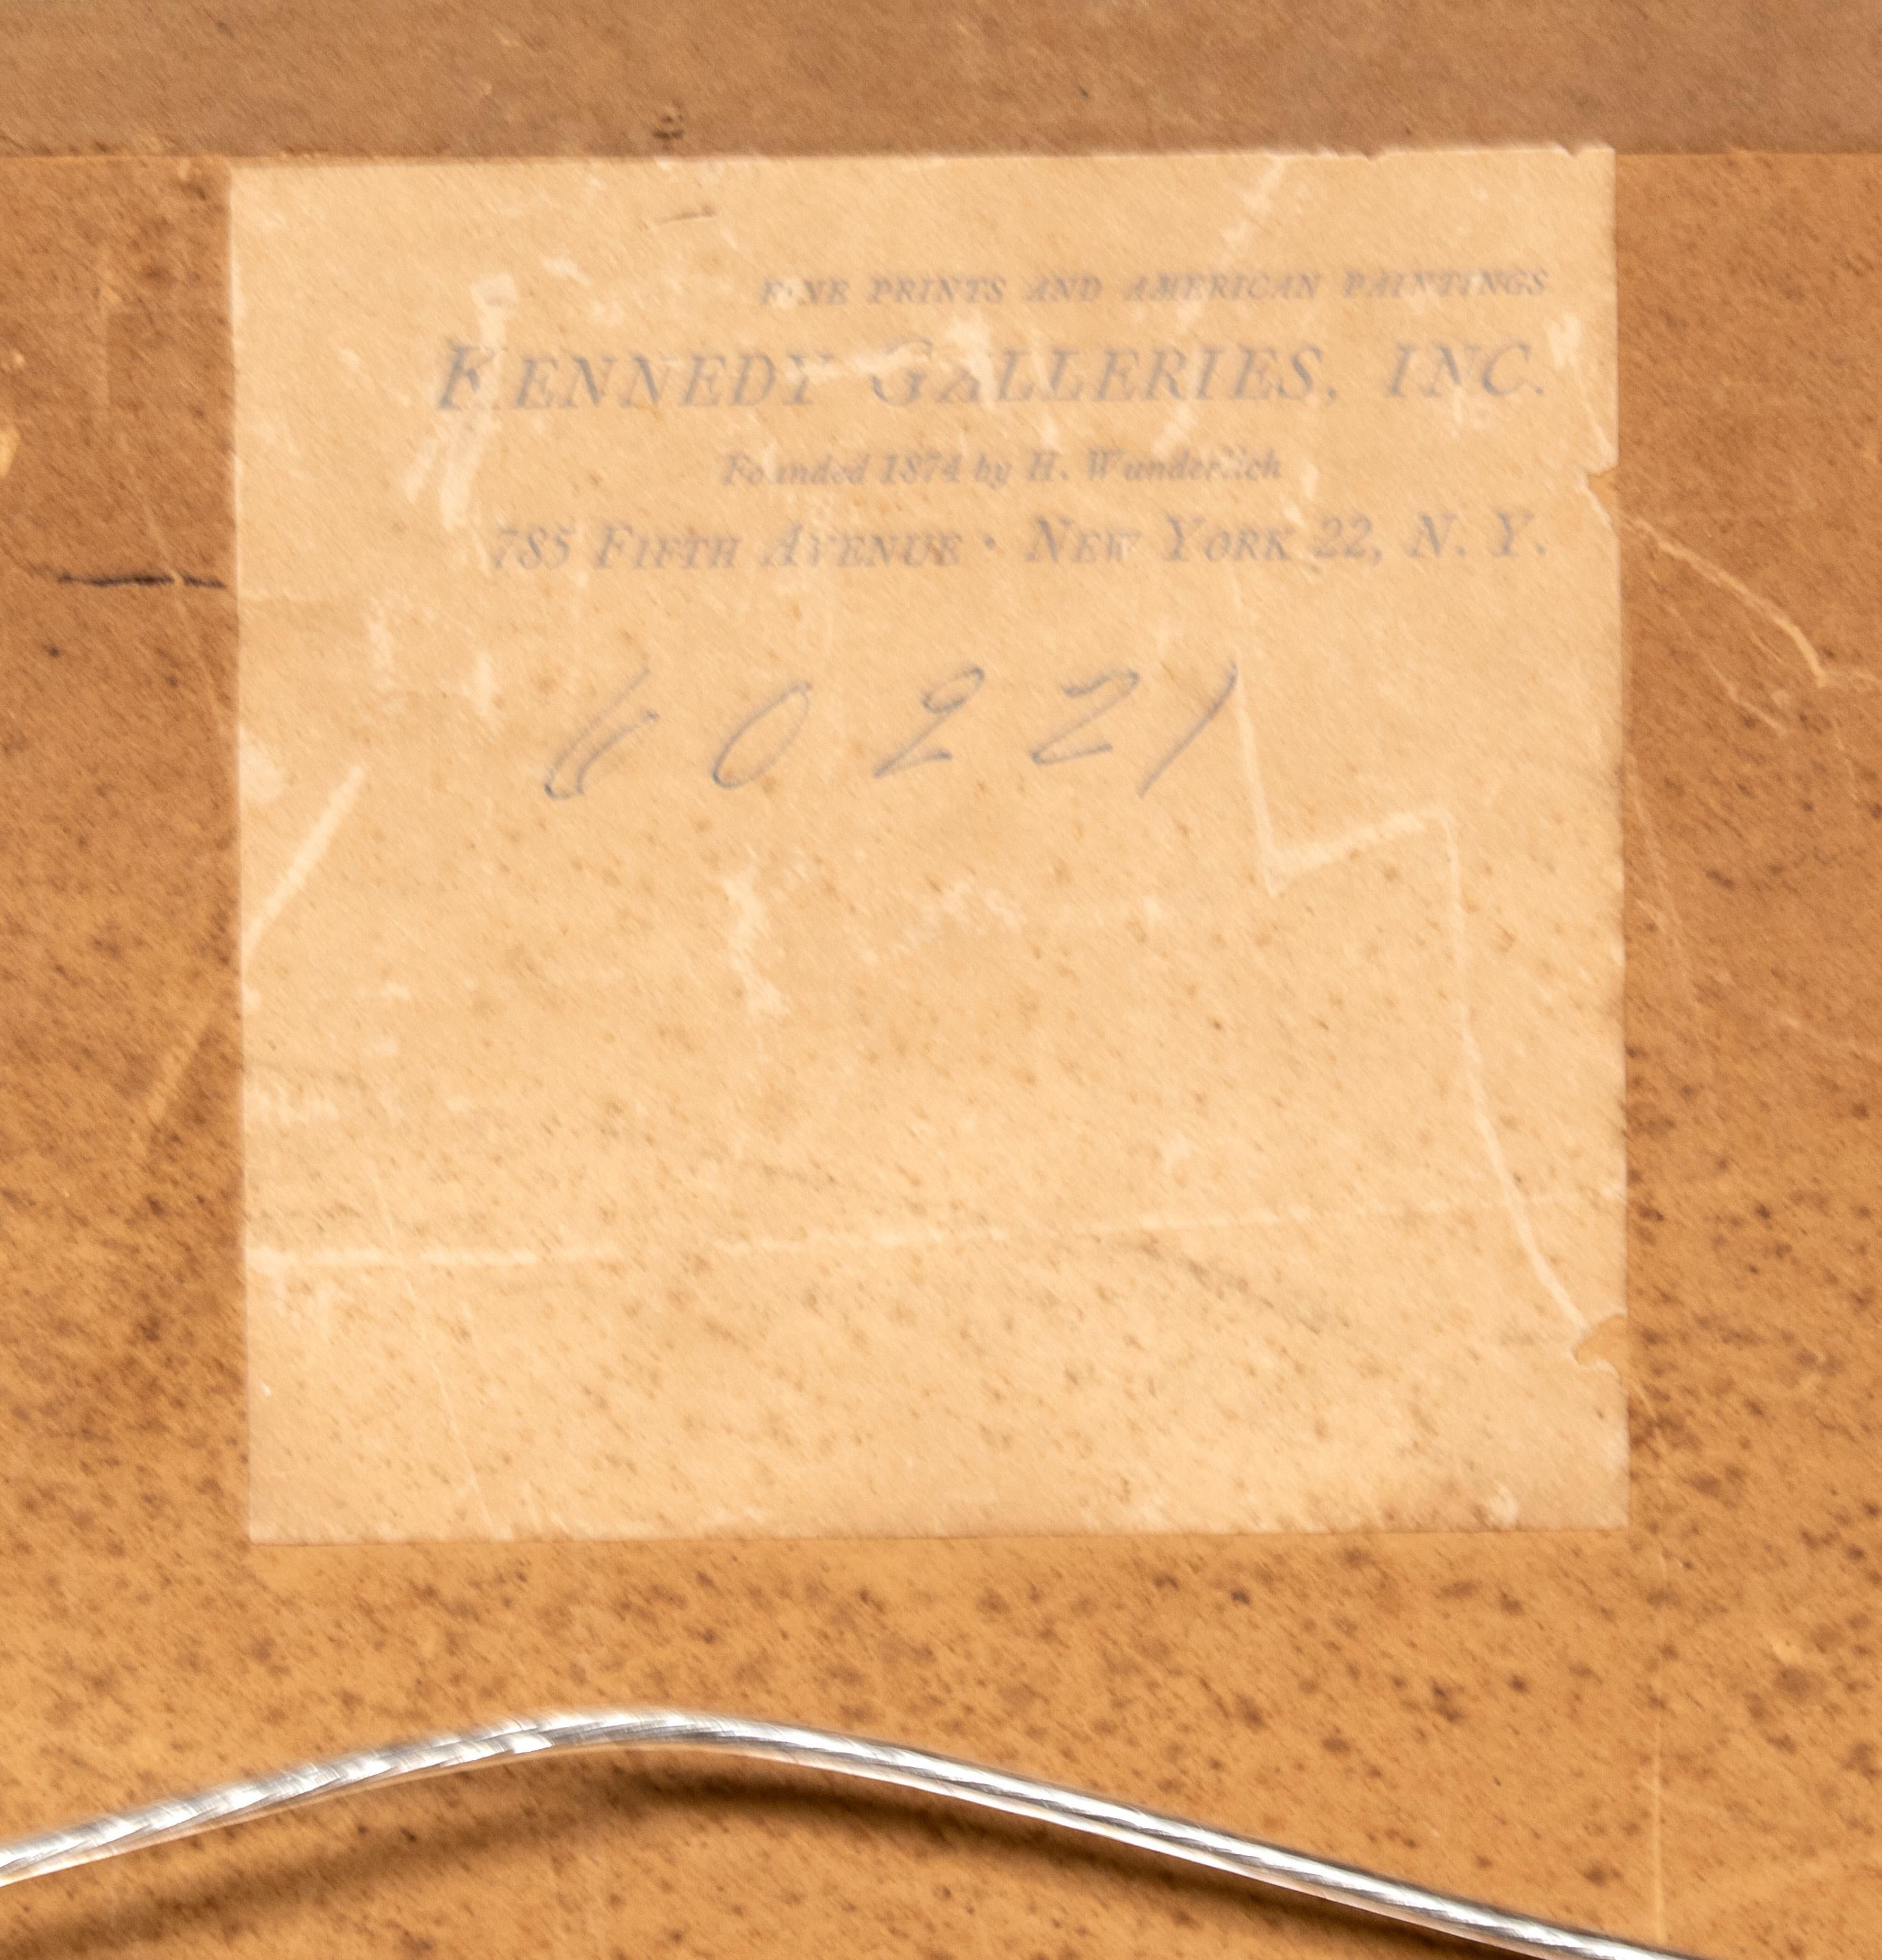 FINE PRINTS AND AMERICAN PAINTINGS
KENNEDY GALLERIES, INC.
Founded 1874 by H. Wunderlich
785 FIFTH AVENUE · NEW YORK 22, N. Y.
60221